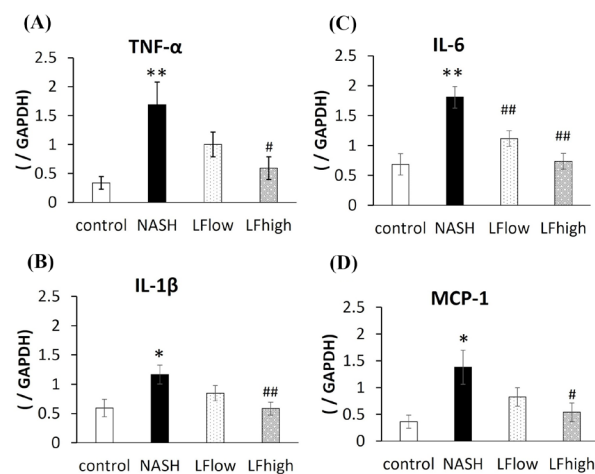 (A)
TNF-α
( / GAPDH)
2.5
2
1.5
1
0.5
0
**
#
control NASH LFlow LFhigh
(C)
IL-6
( / GAPDH)
2.5
2
1.5
1
0.5
0
**
##
##
control NASH LFlow LFhigh
(B)
IL-1β
( / GAPDH)
2.5
2
1.5
1
0.5
0
*
##
control NASH LFlow LFhigh
(D)
MCP-1
( / GAPDH)
2.5
2
1.5
1
0.5
0
*
#
control NASH LFlow LFhigh